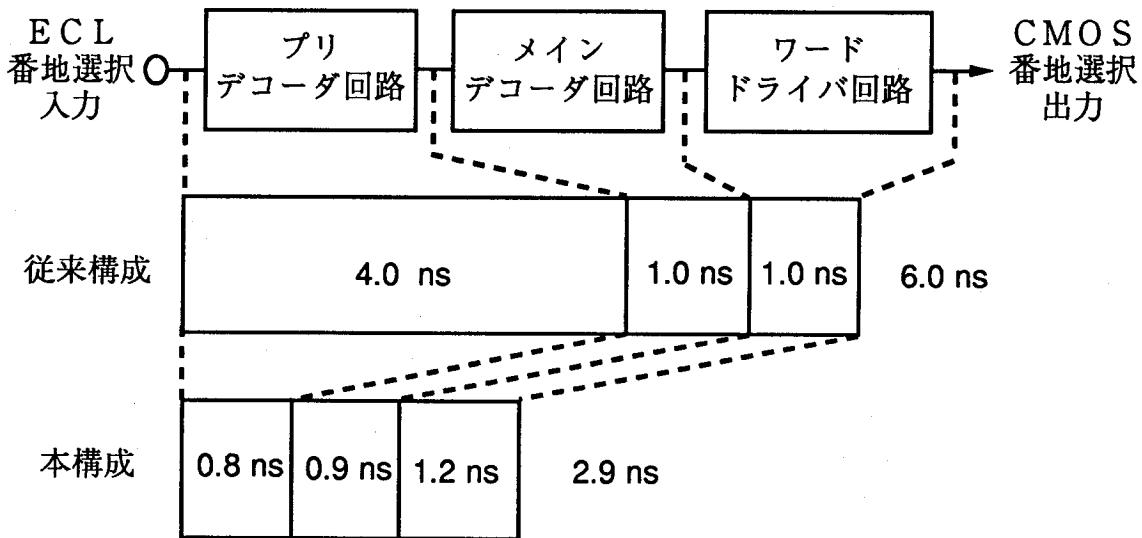 ECL
番地選択
入力
プリ
デコーダ回路
メイン
デコーダ回路
ワード
ドライバ回路
CMOS
番地選択
出力
従来構成
4.0 ns
1.0 ns
1.0 ns
6.0 ns
本構成
0.8 ns
0.9 ns
1.2 ns
2.9 ns